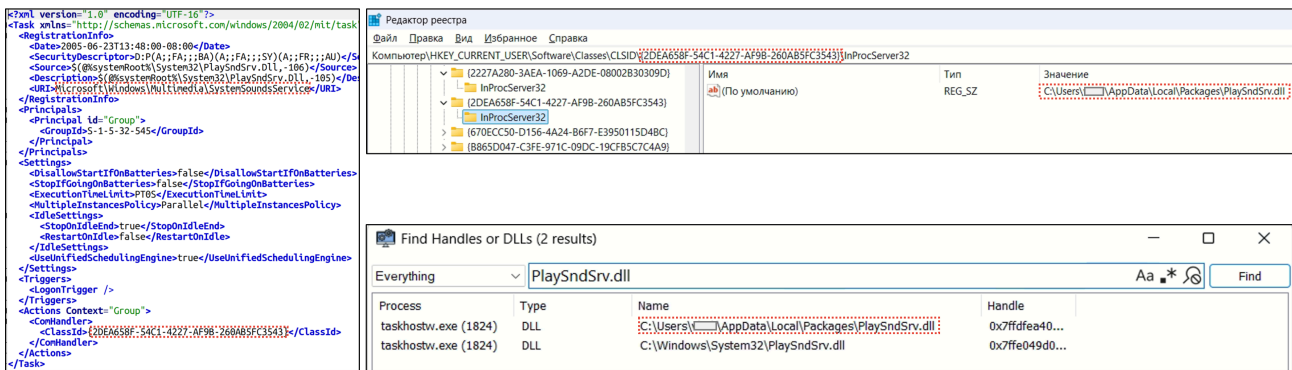 <?xml version="1.0" encoding="UTF-16"?>
<Task xmlns="http://schemas.microsoft.com/windows/2004/02/mit/task
<RegistrationInfo>
<Date>2005-06-23T13:48:00-08:00</Date>
<SecurityDescriptor>D:P(A;;FA;;;BA)(A;;FA;;;SY)(A;;FR;;;AU)</S
<Source>$(@%systemRoot%\System32\PlaySndSrv.Dll,-106)</Source>
<Description>$(@%systemRoot%\System32\PlaySndSrv.Dll,-105)</Des
<URI>Microsoft\Windows\Multimedia\SystemSoundsService</URI>
</RegistrationInfo>
<Principals>
<Principal id="Group">
<GroupId>S-1-5-32-545</GroupId>
</Principal>
</Principals>
<Settings>
<DisallowStartIfOnBatteries>false</DisallowStartIfOnBatteries>
<StopIfGoingOnBatteries>false</StopIfGoingOnBatteries>
<ExecutionTimeLimit>PT0S</ExecutionTimeLimit>
<MultipleInstancesPolicy>Parallel</MultipleInstancesPolicy>
<IdleSettings>
<StopOnIdleEnd>true</StopOnIdleEnd>
<RestartOnIdle>false</RestartOnIdle>
</IdleSettings>
<UseUnifiedSchedulingEngine>true</UseUnifiedSchedulingEngine>
</Settings>
<Triggers>
<LogonTrigger />
</Triggers>
<Actions Context="Group">
<ComHandler>
<ClassId>{2DEA658F-54C1-4227-AF9B-260AB5FC3543}</ClassId>
</ComHandler>
</Actions>
</Task>
Редактор реестра
Файл Правка Вид Избранное Справка
Компьютер\HKEY_CURRENT_USER\Software\Classes\CLSID\{2DEA658F-54C1-4227-AF9B-260AB5FC3543}\InProcServer32
{2227A280-3AEA-1069-A2DE-08002B30309D}
InProcServer32
{2DEA658F-54C1-4227-AF9B-260AB5FC3543}
InProcServer32
{670ECC50-D156-4A24-B6F7-E3950115D4BC}
{B865D047-C3FE-971C-09DC-19CFB5C7C4A9}
Имя Тип Значение
ab (По умолчанию) REG_SZ C:\Users\ \AppData\Local\Packages\PlaySndSrv.dll
Find Handles or DLLs (2 results)
Everything PlaySndSrv.dll Aa .* Find
Process Type Name Handle
taskhostw.exe (1824) DLL C:\Users\ \AppData\Local\Packages\PlaySndSrv.dll 0x7ffdfea40...
taskhostw.exe (1824) DLL C:\Windows\System32\PlaySndSrv.dll 0x7ffe049d0...